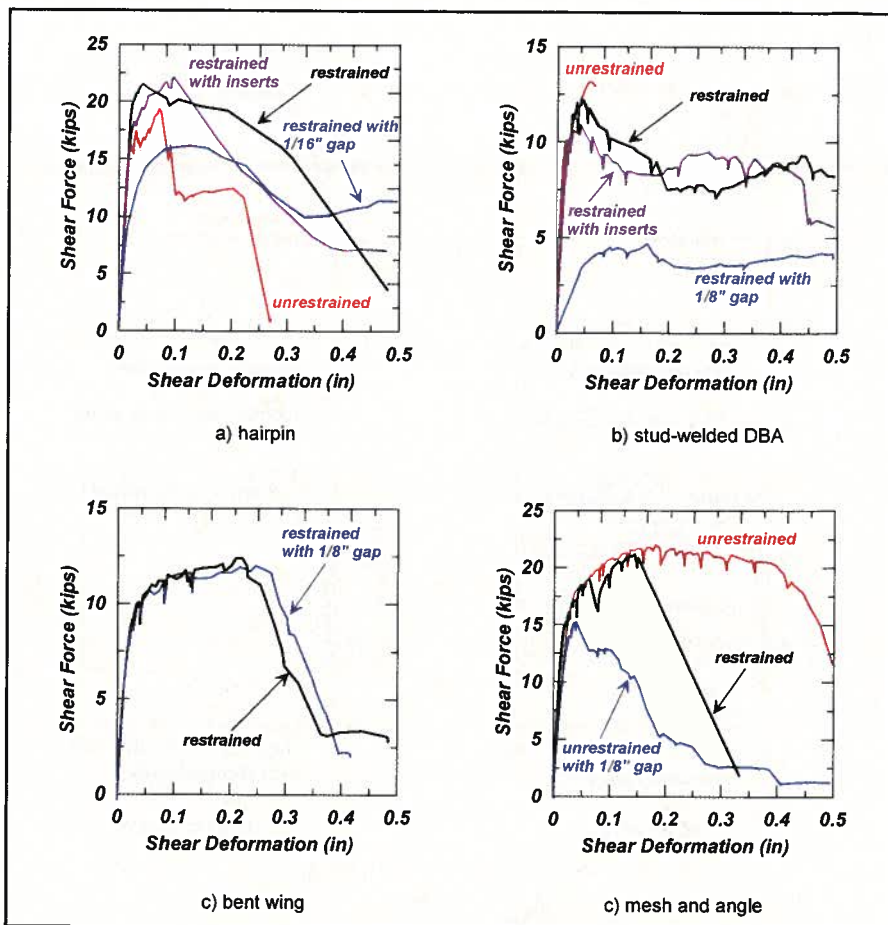 25
20
15
10
5
0
Shear Force (kips)
restrained
with inserts
restrained
restrained with
1/16" gap
unrestrained
0 0.1 0.2 0.3 0.4 0.5
Shear Deformation (in)
a) hairpin
15
10
5
0
Shear Force (kips)
unrestrained
restrained
restrained
with inserts
restrained with
1/8" gap
0 0.1 0.2 0.3 0.4 0.5
Shear Deformation (in)
b) stud-welded DBA
15
10
5
0
Shear Force (kips)
restrained
with 1/8" gap
restrained
0 0.1 0.2 0.3 0.4 0.5
Shear Deformation (in)
c) bent wing
25
20
15
10
5
0
Shear Force (kips)
unrestrained
restrained
unrestrained
with 1/8" gap
0 0.1 0.2 0.3 0.4 0.5
Shear Deformation (in)
c) mesh and angle